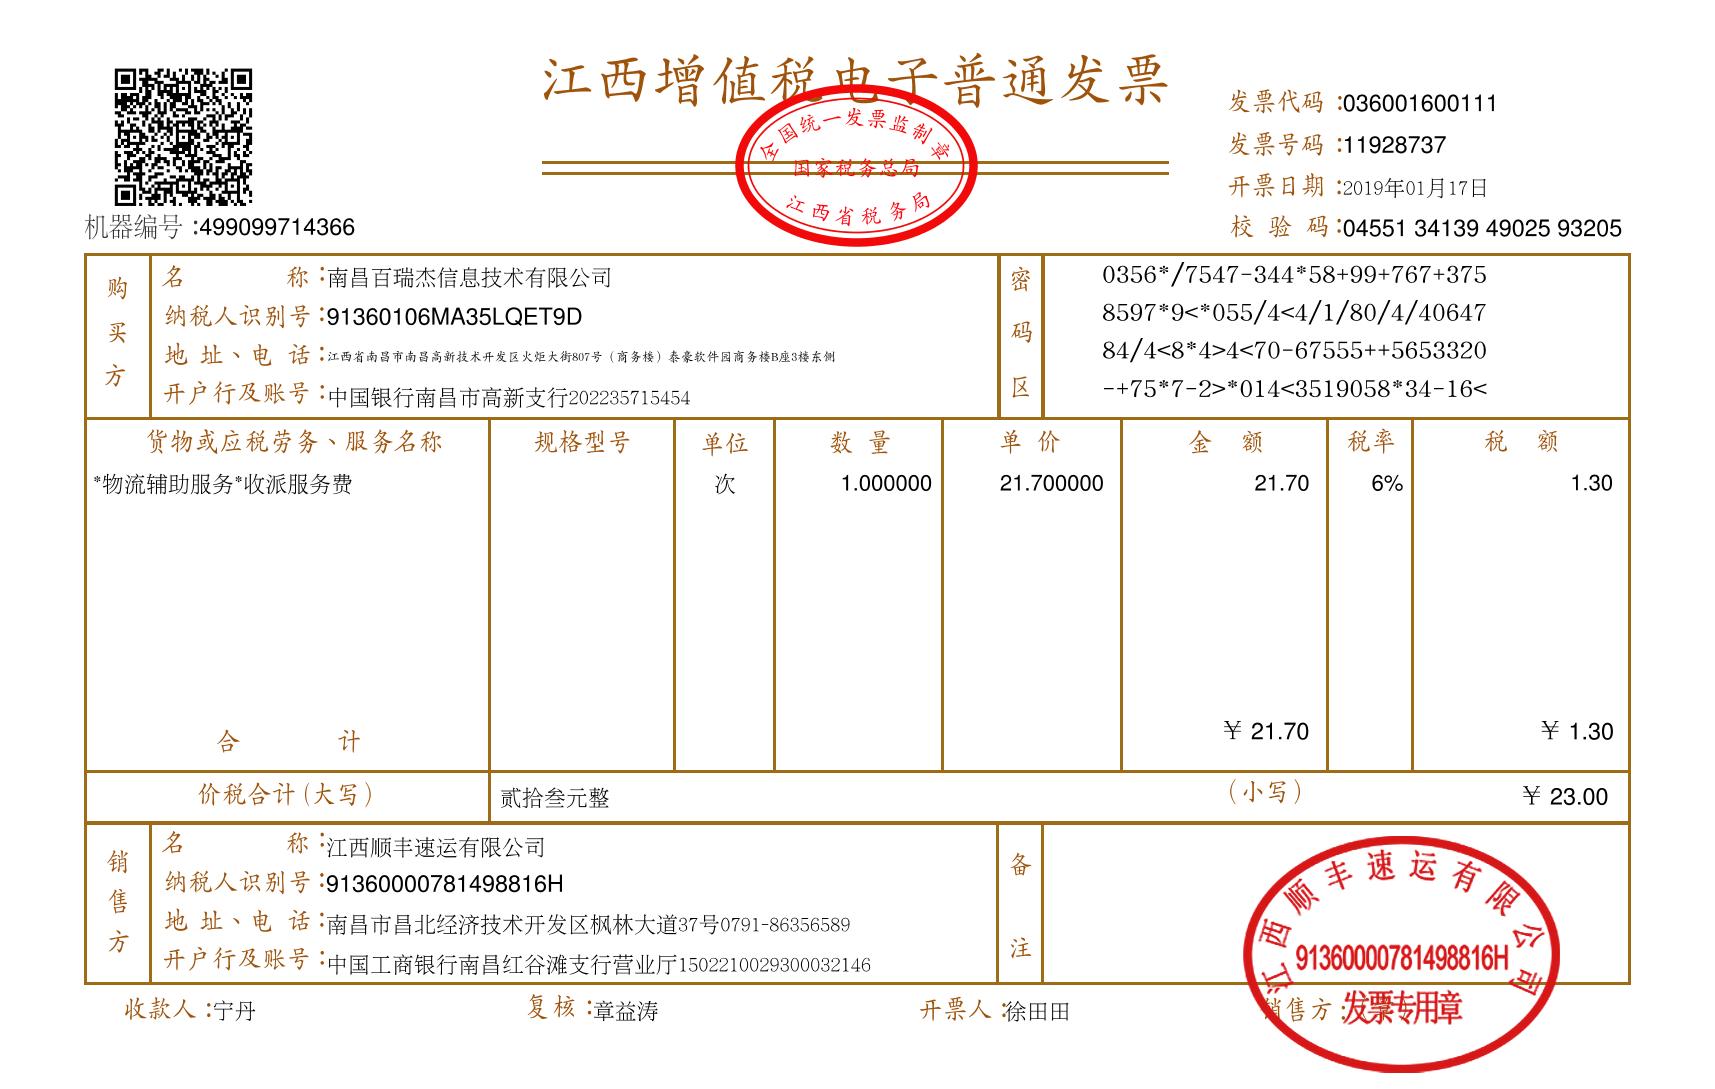 江西增值税电子普通发票
全国统一发票监制章
国家税务总局
江西省税务局
发票代码:036001600111
发票号码:11928737
开票日期:2019年01月17日
校验码:04551 34139 49025 93205
机器编号:499099714366
购买方
名称:南昌百瑞杰信息技术有限公司
纳税人识别号:91360106MA35LQET9D
地址、电话:江西省南昌市南昌高新技术开发区火炬大街807号（商务楼）泰豪软件园商务楼B座3楼东侧
开户行及账号:中国银行南昌市高新支行202235715454
密码区
0356*/7547-344*58+99+767+375
8597*9<*055/4<4/1/80/4/40647
84/4<8*4>4<70-67555++5653320
-+75*7-2>*014<3519058*34-16<
货物或应税劳务、服务名称 规格型号 单位 数量 单价 金额 税率 税额
*物流辅助服务*收派服务费 次 1.000000 21.700000 21.70 6% 1.30
合计 ￥21.70 ￥1.30
价税合计(大写) 贰拾叁元整 (小写) ￥23.00
销售方
名称:江西顺丰速运有限公司
纳税人识别号:91360000781498816H
地址、电话:南昌市昌北经济技术开发区枫林大道37号0791-86356589
开户行及账号:中国工商银行南昌红谷滩支行营业厅1502210029300032146
备注
江西顺丰速运有限公司
91360000781498816H
发票专用章
收款人:宁丹 复核:章益涛 开票人:徐田田 销售方: